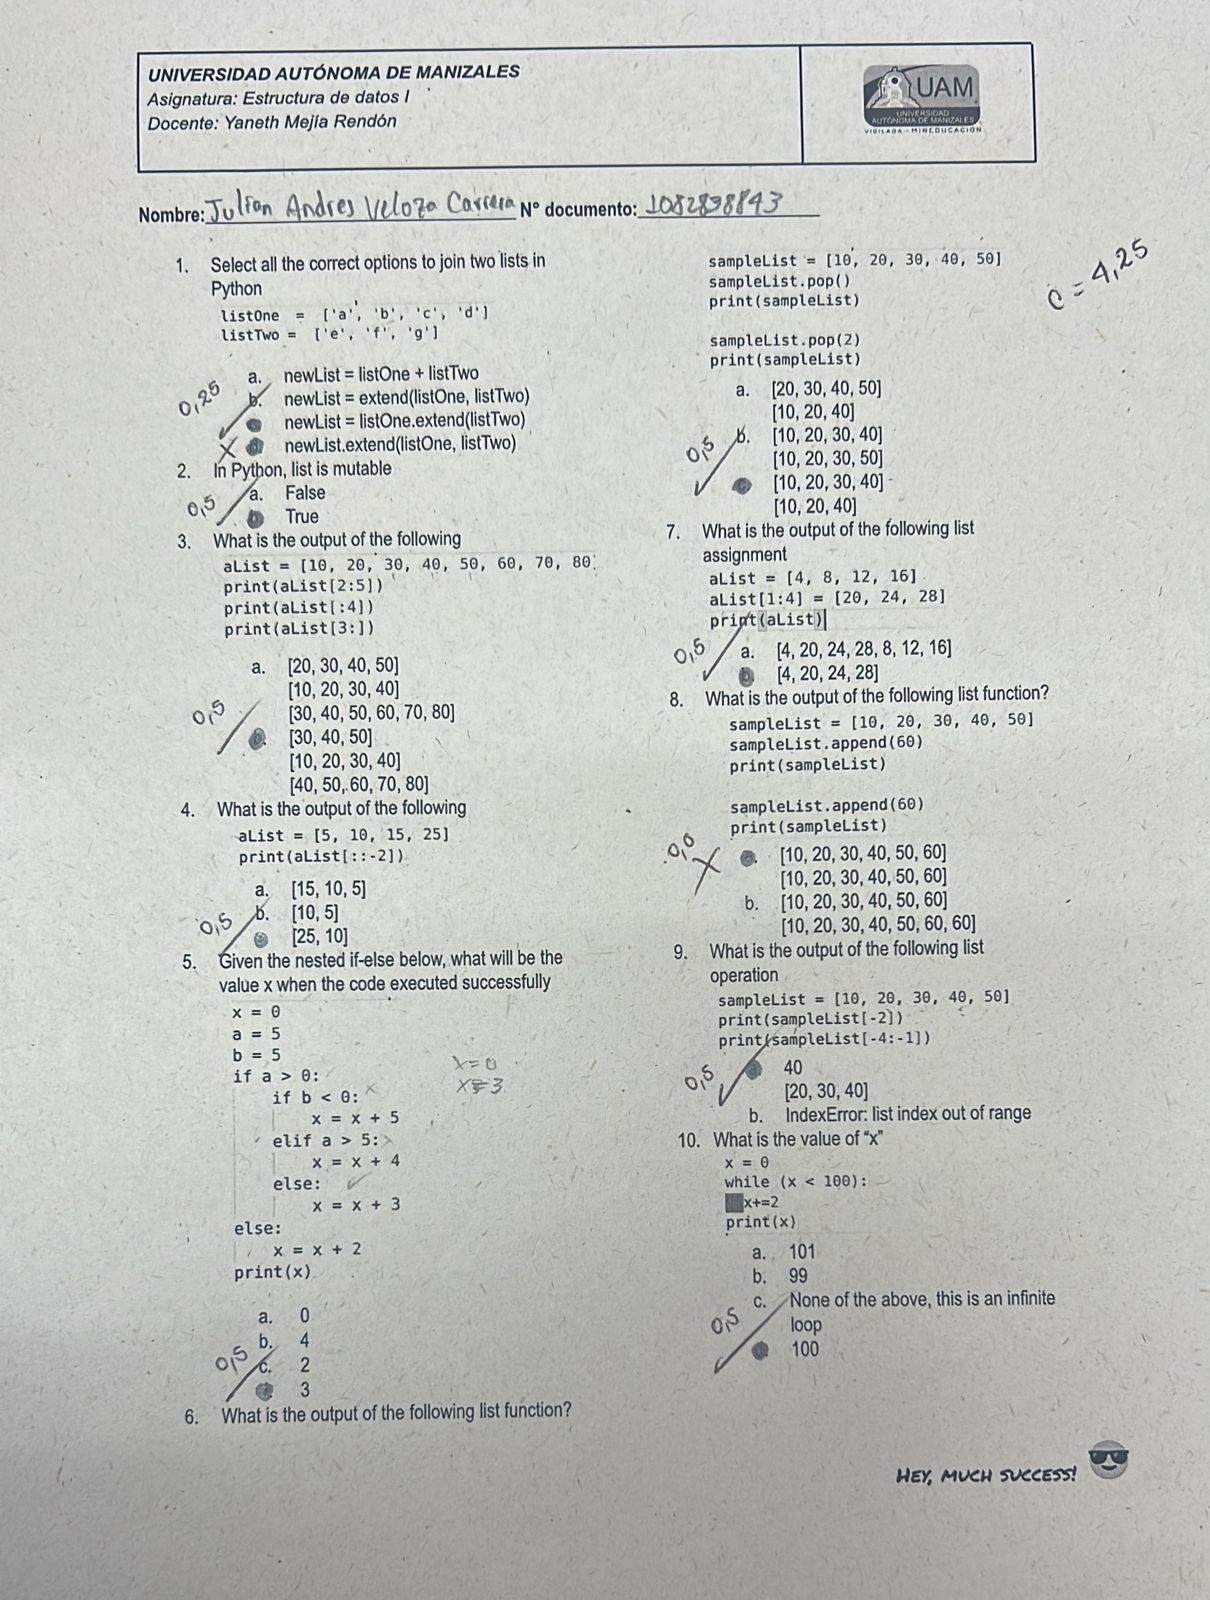 UNIVERSIDAD AUTÓNOMA DE MANIZALES
Asignatura: Estructura de datos I
Docente: Yaneth Mejía Rendón
UAM
UNIVERSIDAD
AUTÓNOMA DE MANIZALES
VIGILADA - MINEDUCACIÓN
Nombre: Julian Andres Veloza Carrera N° documento: 1082838843
C = 4,25
1. Select all the correct options to join two lists in
Python
listOne = ['a', 'b', 'c', 'd']
listTwo = ['e', 'f', 'g']
0,25
a. newList = listOne + listTwo
b. newList = extend(listOne, listTwo)
c. newList = listOne.extend(listTwo)
X d. newList.extend(listOne, listTwo)
2. In Python, list is mutable
0,5
a. False
b. True
3. What is the output of the following
aList = [10, 20, 30, 40, 50, 60, 70, 80]
print(aList[2:5])
print(aList[:4])
print(aList[3:])
a. [20, 30, 40, 50]
[10, 20, 30, 40]
0,5
[30, 40, 50, 60, 70, 80]
b. [30, 40, 50]
[10, 20, 30, 40]
[40, 50, 60, 70, 80]
4. What is the output of the following
aList = [5, 10, 15, 25]
print(aList[::-2])
a. [15, 10, 5]
0,5
b. [10, 5]
c. [25, 10]
5. Given the nested if-else below, what will be the
value x when the code executed successfully
x = 0
a = 5
b = 5
if a > 0:
if b < 0:
x = x + 5
elif a > 5:
x = x + 4
else:
x = x + 3
else:
x = x + 2
print(x)
x=0
x=3
a. 0
b. 4
0,5
c. 2
d. 3
6. What is the output of the following list function?
sampleList = [10, 20, 30, 40, 50]
sampleList.pop()
print(sampleList)
sampleList.pop(2)
print(sampleList)
a. [20, 30, 40, 50]
[10, 20, 40]
0,5
b. [10, 20, 30, 40]
[10, 20, 30, 50]
c. [10, 20, 30, 40]
[10, 20, 40]
7. What is the output of the following list
assignment
aList = [4, 8, 12, 16]
aList[1:4] = [20, 24, 28]
print(aList)
0,5
a. [4, 20, 24, 28, 8, 12, 16]
b. [4, 20, 24, 28]
8. What is the output of the following list function?
sampleList = [10, 20, 30, 40, 50]
sampleList.append(60)
print(sampleList)
sampleList.append(60)
print(sampleList)
0,0
X a. [10, 20, 30, 40, 50, 60]
[10, 20, 30, 40, 50, 60]
b. [10, 20, 30, 40, 50, 60]
[10, 20, 30, 40, 50, 60, 60]
9. What is the output of the following list
operation
sampleList = [10, 20, 30, 40, 50]
print(sampleList[-2])
print(sampleList[-4:-1])
0,5
a. 40
[20, 30, 40]
b. IndexError: list index out of range
10. What is the value of “x”
x = 0
while (x < 100):
x+=2
print(x)
a. 101
b. 99
c. None of the above, this is an infinite
0,5
loop
d. 100
HEY, MUCH SUCCESS!